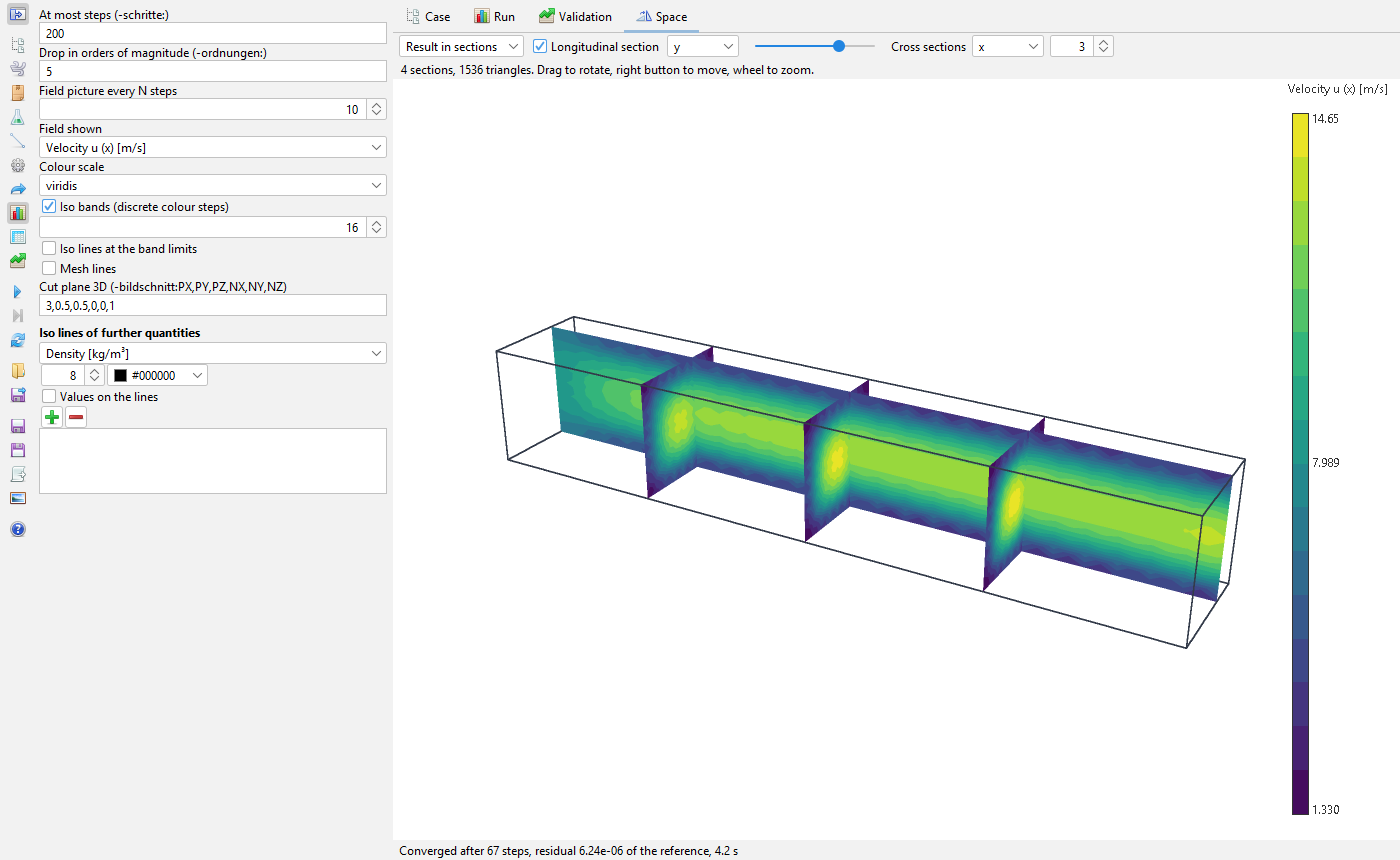 At most steps (-schritte:)
200
Drop in orders of magnitude (-ordnungen:)
5
Field picture every N steps
10
Field shown
Velocity u (x) [m/s]
Colour scale
viridis
Iso bands (discrete colour steps)
16
Iso lines at the band limits
Mesh lines
Cut plane 3D (-bildschnitt:PX,PY,PZ,NX,NY,NZ)
3,0.5,0.5,0,0,1
Iso lines of further quantities
Density [kg/m³]
8 #000000
Values on the lines
Case Run Validation Space
Result in sections Longitudinal section y Cross sections x 3
4 sections, 1536 triangles. Drag to rotate, right button to move, wheel to zoom.
Velocity u (x) [m/s]
14.65
7.989
1.330
Converged after 67 steps, residual 6.24e-06 of the reference, 4.2 s